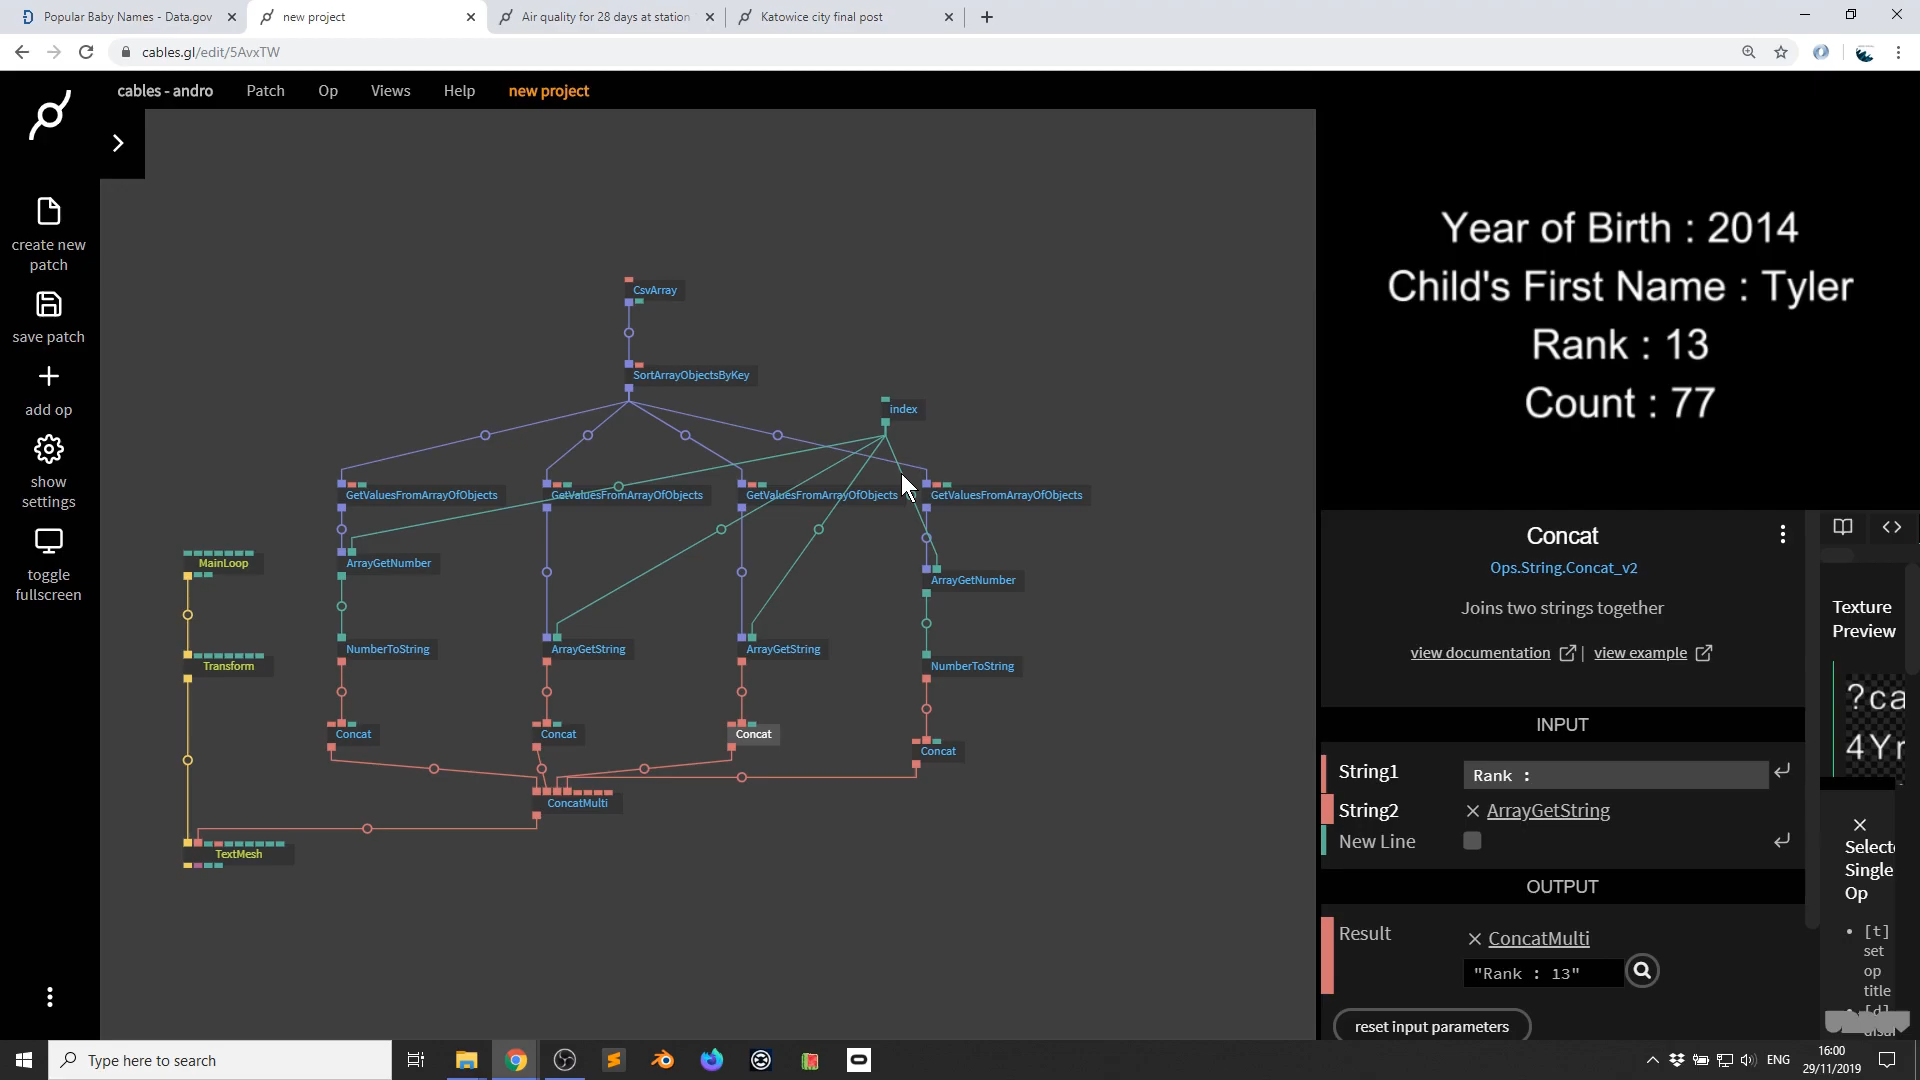 Popular Baby Names - Data.gov
new project
Air quality for 28 days at station
Katowice city final post
cables.gl/edit/5AvxTW
cables - andro
Patch
Op
Views
Help
new project
create new
patch
save patch
add op
show
settings
toggle
fullscreen
CsvArray
SortArrayObjectsByKey
index
GetValuesFromArrayOfObjects
GetValuesFromArrayOfObjects
GetValuesFromArrayOfObjects
GetValuesFromArrayOfObjects
MainLoop
ArrayGetNumber
ArrayGetNumber
NumberToString
ArrayGetString
ArrayGetString
Transform
NumberToString
Concat
Concat
Concat
Concat
ConcatMulti
TextMesh
Year of Birth : 2014
Child's First Name : Tyler
Rank : 13
Count : 77
Concat
Ops.String.Concat_v2
Joins two strings together
view documentation | view example
INPUT
String1 Rank :
String2 ArrayGetString
New Line
OUTPUT
Result ConcatMulti
"Rank : 13"
reset input parameters
Texture
Preview
?ca
4Yr
Select
Single
Op
[t]
set
op
title
[d]
Type here to search
ENG
16:00
29/11/2019